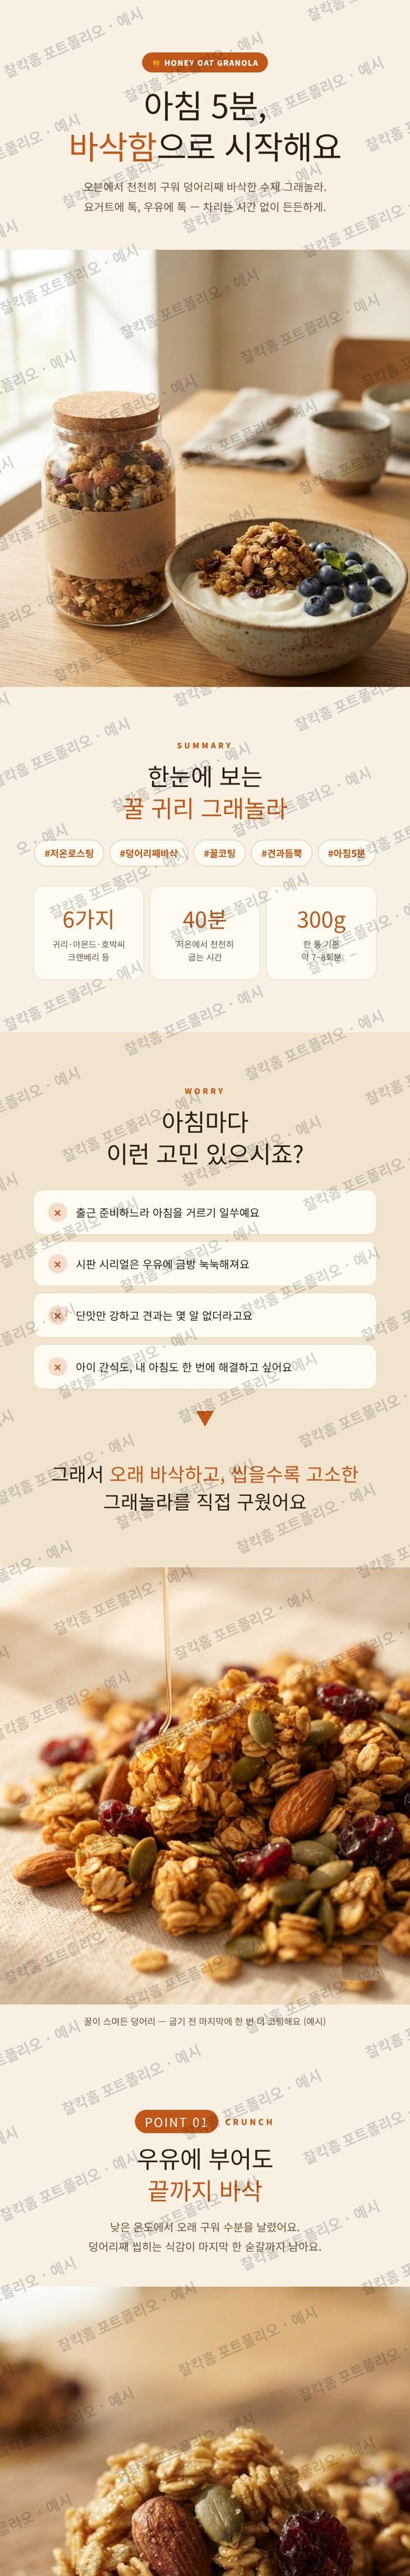 HONEY OAT GRANOLA
아침 5분,
바삭함으로 시작해요
오븐에서 천천히 구워 덩어리째 바삭한 수제 그래놀라.
요거트에 톡, 우유에 톡 — 차리는 시간 없이 든든하게.
SUMMARY
한눈에 보는
꿀 귀리 그래놀라
#저온로스팅 #덩어리째바삭 #꿀코팅 #견과듬뿍 #아침5분
6가지
귀리·아몬드·호박씨
크랜베리 등
40분
저온에서 천천히
굽는 시간
300g
한 통 기준
약 7~8회분
WORRY
아침마다
이런 고민 있으시죠?
출근 준비하느라 아침을 거르기 일쑤예요
시판 시리얼은 우유에 금방 눅눅해져요
단맛만 강하고 견과는 몇 알 없더라고요
아이 간식도, 내 아침도 한 번에 해결하고 싶어요
그래서 오래 바삭하고, 씹을수록 고소한
그래놀라를 직접 구웠어요
꿀이 스며든 덩어리 — 굽기 전 마지막에 한 번 더 코팅해요 (예시)
POINT 01 CRUNCH
우유에 부어도
끝까지 바삭
낮은 온도에서 오래 구워 수분을 날렸어요.
덩어리째 씹히는 식감이 마지막 한 숟갈까지 남아요.
찰칵홈 포트폴리오 · 예시